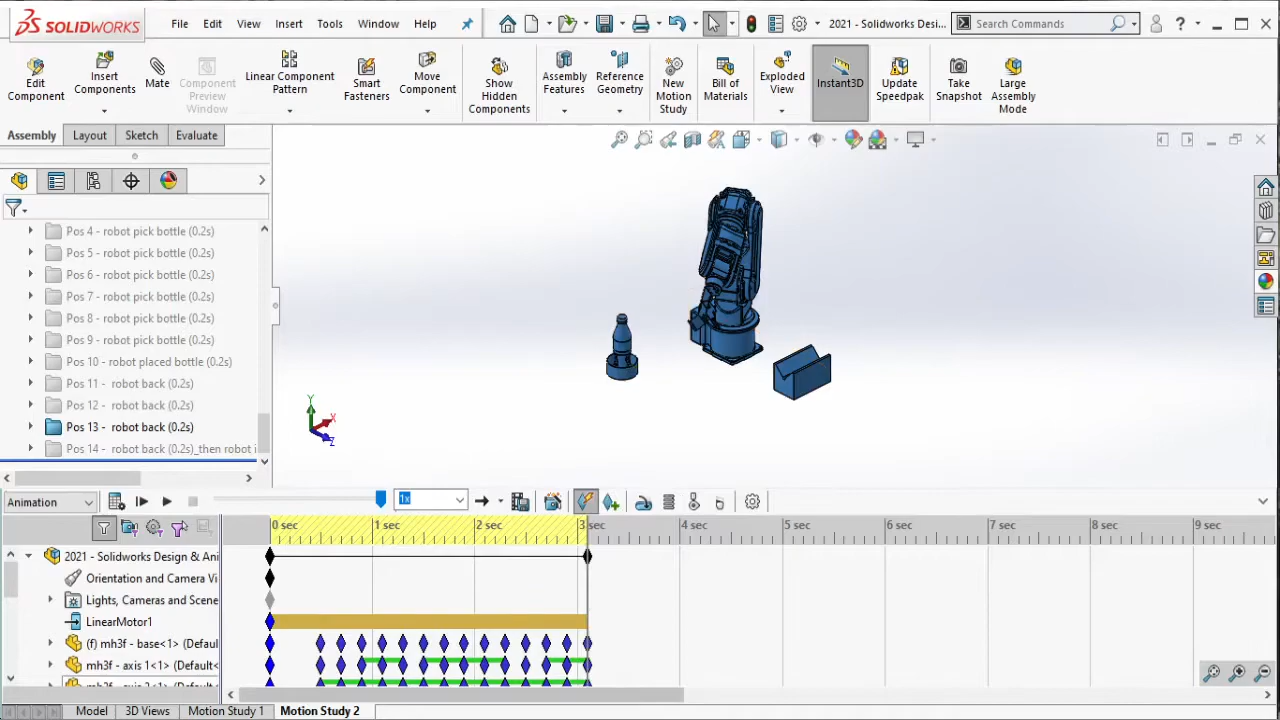 SOLIDWORKS
File Edit View Insert Tools Window Help
2021 - Solidworks Desi... Search Commands
Edit Component
Insert Components
Mate
Component Preview Window
Linear Component Pattern
Smart Fasteners
Move Component
Show Hidden Components
Assembly Features
Reference Geometry
New Motion Study
Bill of Materials
Exploded View
Instant3D
Update Speedpak
Take Snapshot
Large Assembly Mode
Assembly Layout Sketch Evaluate
Pos 4 - robot pick bottle (0.2s)
Pos 5 - robot pick bottle (0.2s)
Pos 6 - robot pick bottle (0.2s)
Pos 7 - robot pick bottle (0.2s)
Pos 8 - robot pick bottle (0.2s)
Pos 9 - robot pick bottle (0.2s)
Pos 10 - robot placed bottle (0.2s)
Pos 11 - robot back (0.2s)
Pos 12 - robot back (0.2s)
Pos 13 - robot back (0.2s)
Pos 14 - robot back (0.2s)_then robot i
Y
X
Z
Animation 1x
0 sec 1 sec 2 sec 3 sec 4 sec 5 sec 6 sec 7 sec 8 sec 9 sec
2021 - Solidworks Design & Ani
Orientation and Camera Vi
Lights, Cameras and Scene
LinearMotor1
(f) mh3f - base<1> (Defaul
mh3f - axis 1<1> (Default<
Model 3D Views Motion Study 1 Motion Study 2